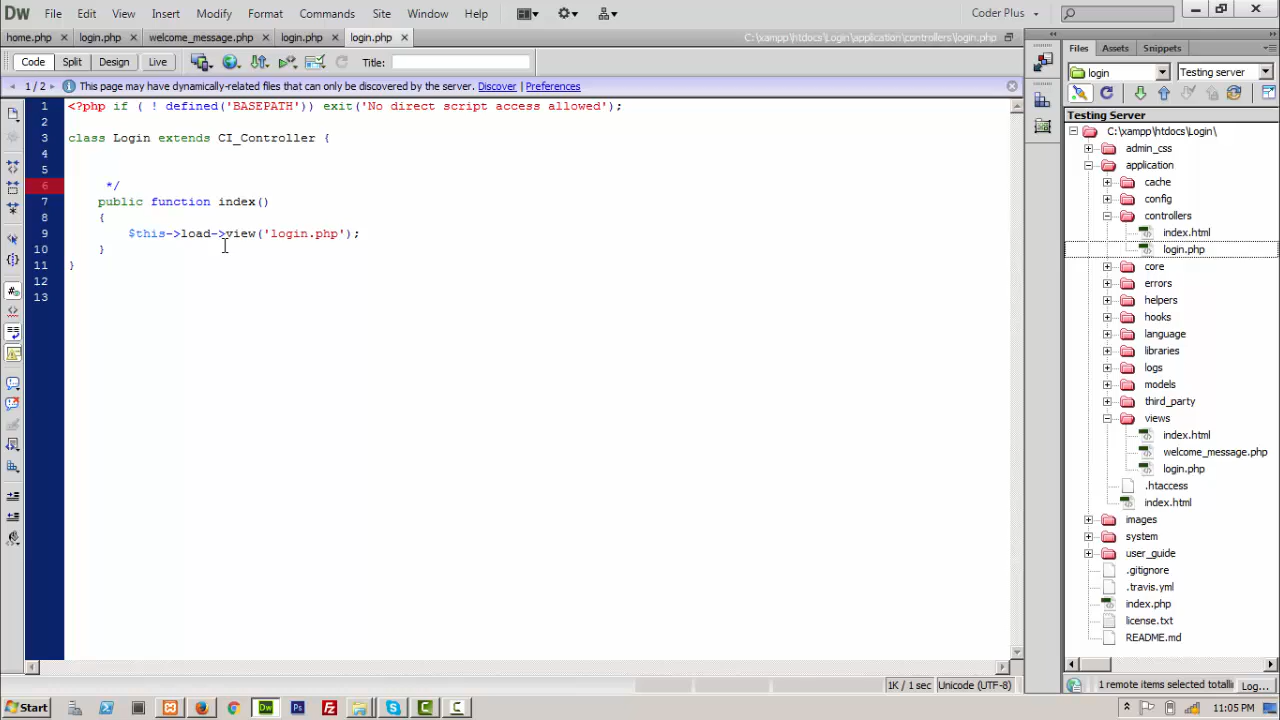 Dw File Edit View Insert Modify Format Commands Site Window Help Coder Plus
home.php login.php welcome_message.php login.php login.php C:\xampp\htdocs\Login\application\controllers\login.php
Code Split Design Live Title:
1 / 2 This page may have dynamically-related files that can only be discovered by the server. Discover Preferences
1 <?php if ( ! defined('BASEPATH')) exit('No direct script access allowed');
2
3 class Login extends CI_Controller {
4
5
6 */
7 public function index()
8 {
9 $this->load->view('login.php');
10 }
11 }
12
13
1K / 1 sec Unicode (UTF-8)
Files Assets Snippets
login Testing server
Testing Server
C:\xampp\htdocs\Login\
admin_css
application
cache
config
controllers
index.html
login.php
core
errors
helpers
hooks
language
libraries
logs
models
third_party
views
index.html
welcome_message.php
login.php
.htaccess
index.html
images
system
user_guide
.gitignore
.travis.yml
index.php
license.txt
README.md
1 remote items selected totalli Log...
Start Dw Ps Fz 11:05 PM